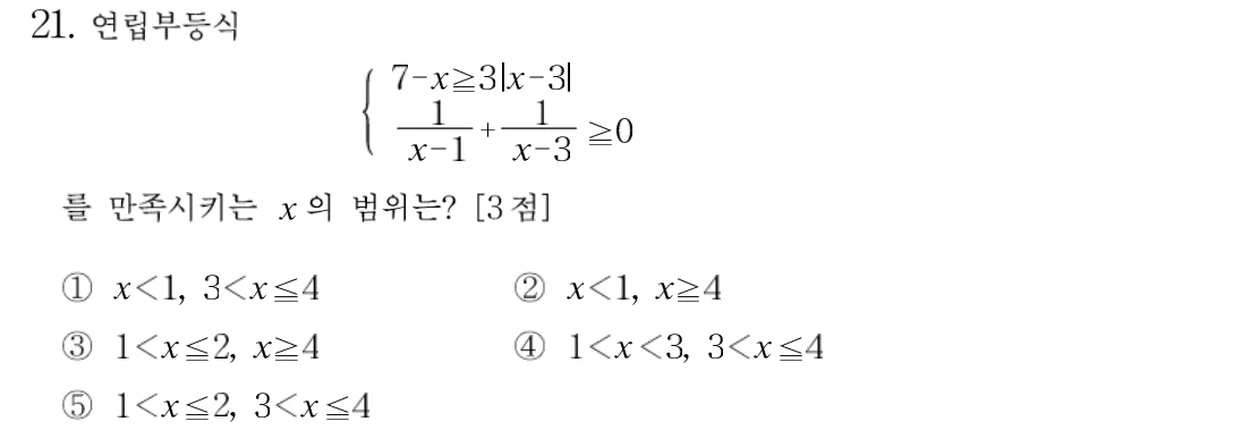 21. 연립부등식
7-x≧3|x-3|
1/(x-1) + 1/(x-3) ≧0
를 만족시키는 x의 범위는? [3점]
① x<1, 3<x≦4 ② x<1, x≧4
③ 1<x≦2, x≧4 ④ 1<x<3, 3<x≦4
⑤ 1<x≦2, 3<x≦4